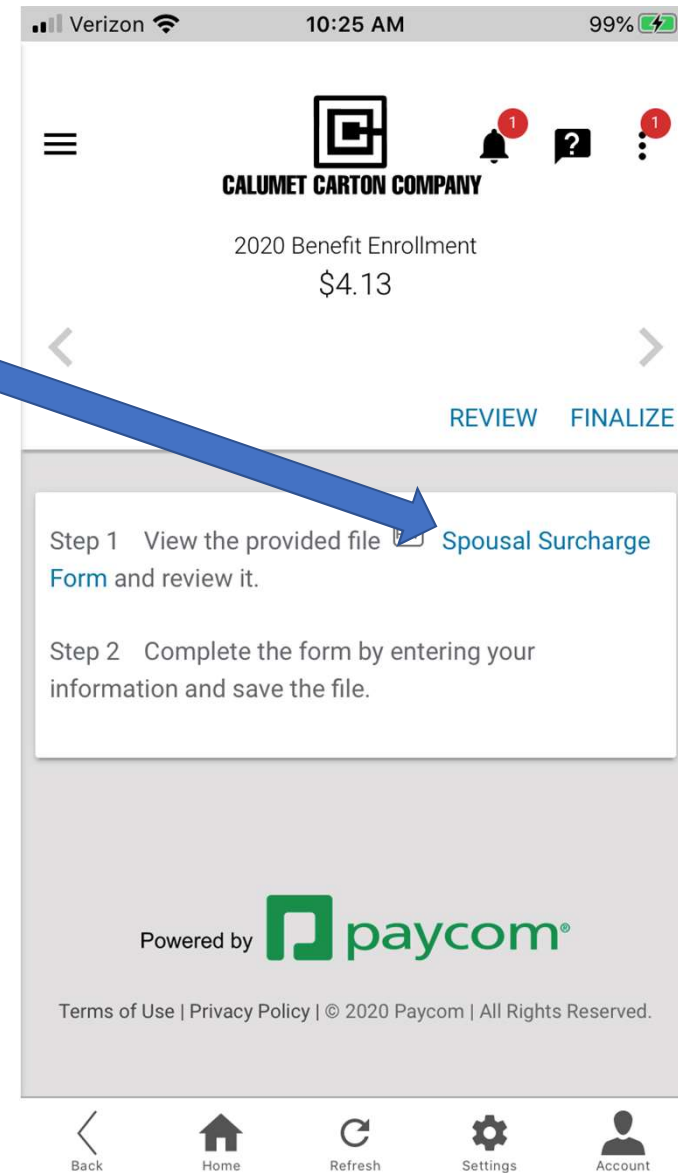 Verizon 10:25 AM 99%
1 ? 1
CALUMET CARTON COMPANY
2020 Benefit Enrollment
$4.13
REVIEW FINALIZE
Step 1 View the provided file Spousal Surcharge
Form and review it.
Step 2 Complete the form by entering your
information and save the file.
Powered by paycom®
Terms of Use | Privacy Policy | © 2020 Paycom | All Rights Reserved.
Back Home Refresh Settings Account